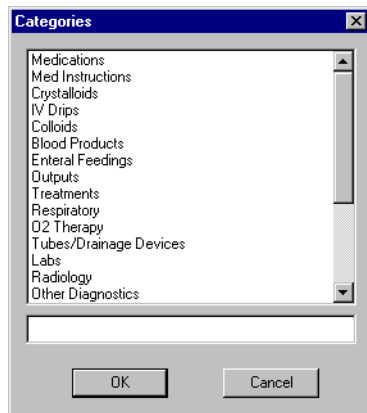 Categories
Medications
Med Instructions
Crystalloids
IV Drips
Colloids
Blood Products
Enteral Feedings
Outputs
Treatments
Respiratory
O2 Therapy
Tubes/Drainage Devices
Labs
Radiology
Other Diagnostics
OK
Cancel